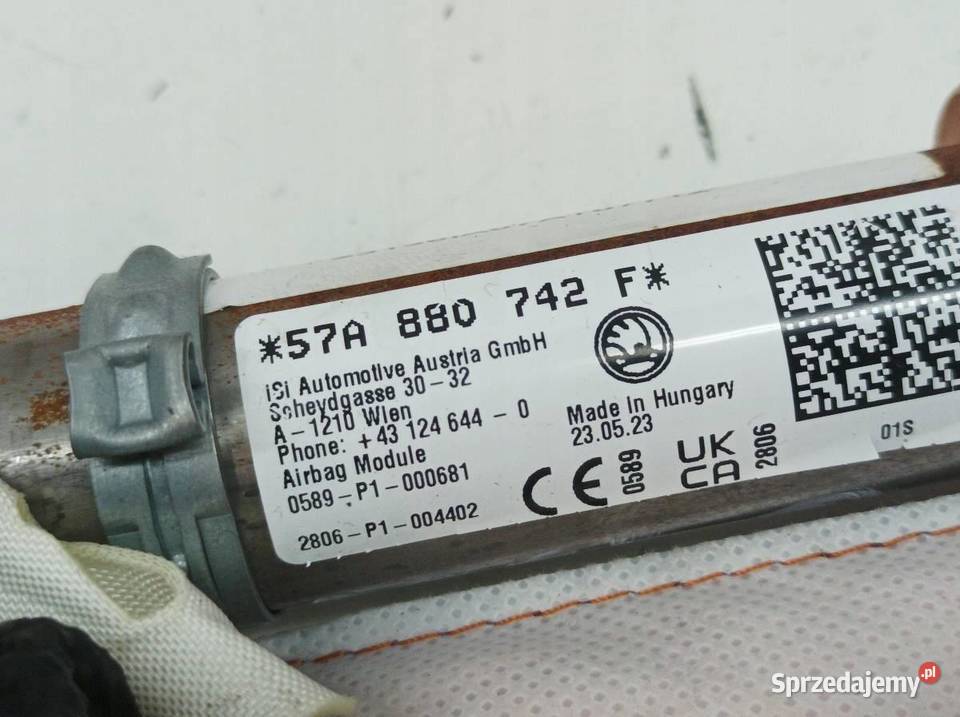 *57A 880 742 F*
iSi Automotive Austria GmbH
Scheydgasse 30-32
A-1210 Wien
Phone: +43 124 644-0
Airbag Module
0589-P1-000681
2806-P1-004402
Made in Hungary
23.05.23
CE
0589
UK
CA
2806
01S
Sprzedajemy.pl